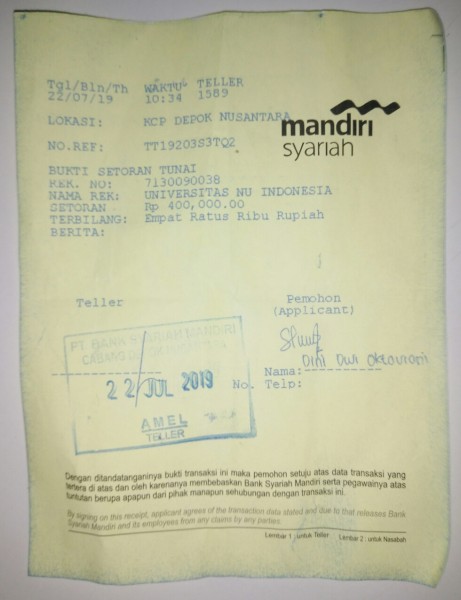 Tgl/Bln/Th WAKTU TELLER
22/07/19 10:34 1589
LOKASI: KCP DEPOK NUSANTARA
mandiri
syariah
NO.REF: TT19203S3TQ2
BUKTI SETORAN TUNAI
REK. NO: 7130090038
NAMA REK: UNIVERSITAS NU INDONESIA
SETORAN Rp 400,000.00
TERBILANG: Empat Ratus Ribu Rupiah
BERITA:
Teller Pemohon
(Applicant)
PT BANK SYARIAH MANDIRI
CABANG
22 JUL 2019
AMEL
TELLER
Dini Dwi
Nama:
No. Telp:
Dengan ditandatanganinya bukti transaksi ini maka pemohon setuju atas data transaksi yang
tertera di atas dan oleh karenanya membebaskan Bank Syariah Mandiri serta pegawainya atas
tuntutan berupa apapun dari pihak manapun sehubungan dengan transaksi ini.
By signing on this receipt, applicant agrees of the transaction data stated and due to that releases Bank
Syariah Mandiri and its employees from any claims by any parties.
Lembar 1 : untuk Teller Lembar 2 : untuk Nasabah